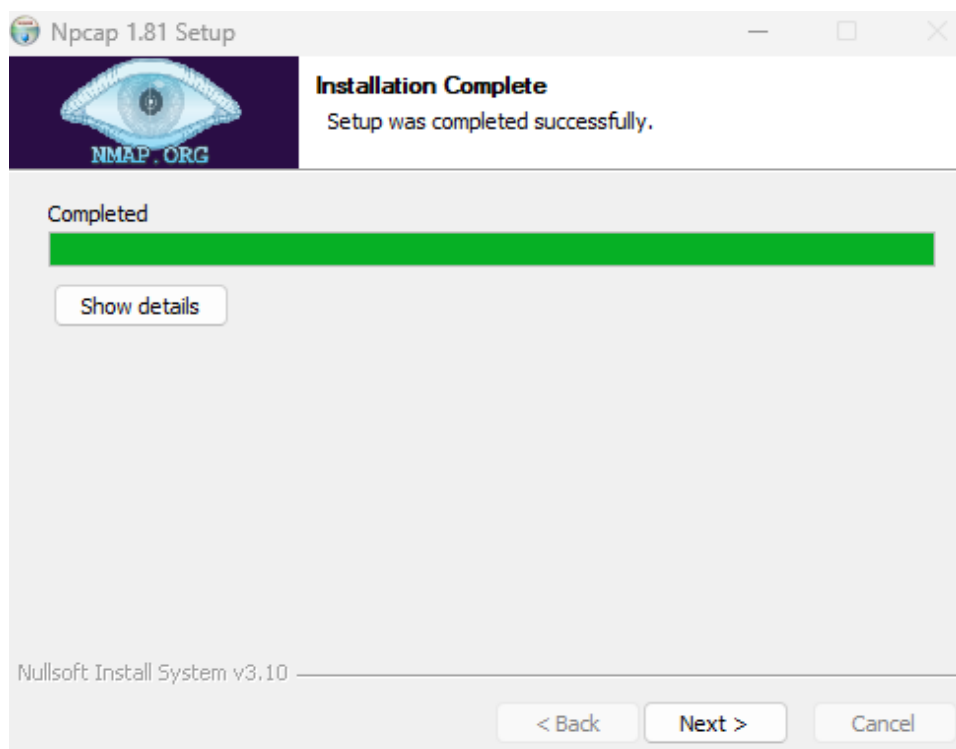 Npcap 1.81 Setup
NMAP.ORG
Installation Complete
Setup was completed successfully.
Completed
Show details
Nullsoft Install System v3.10
< Back
Next >
Cancel